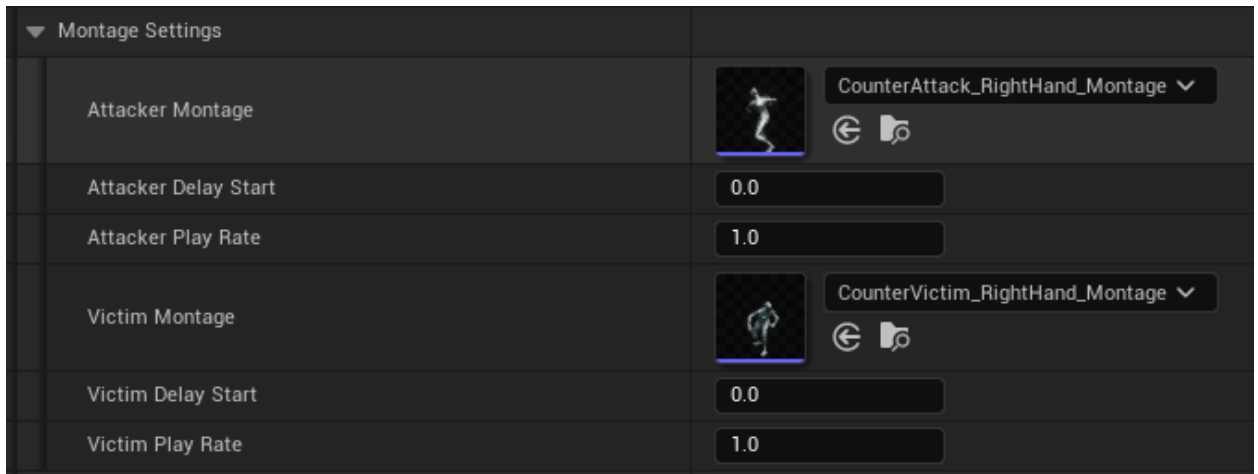 Montage Settings
Attacker Montage
CounterAttack_RightHand_Montage
Attacker Delay Start
0.0
Attacker Play Rate
1.0
Victim Montage
CounterVictim_RightHand_Montage
Victim Delay Start
0.0
Victim Play Rate
1.0